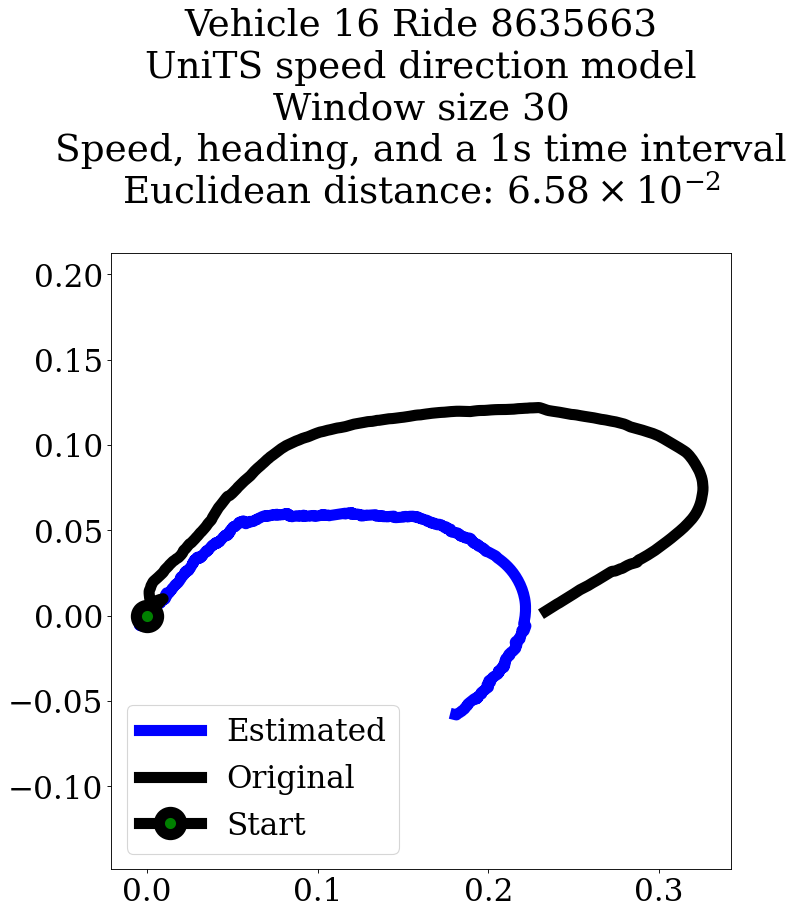 Vehicle 16 Ride 8635663
UniTS speed direction model
Window size 30
Speed, heading, and a 1s time interval
Euclidean distance: 6.58 × 10⁻²
0.20
0.15
0.10
0.05
0.00
−0.05
−0.10
Estimated
Original
Start
0.0 0.1 0.2 0.3